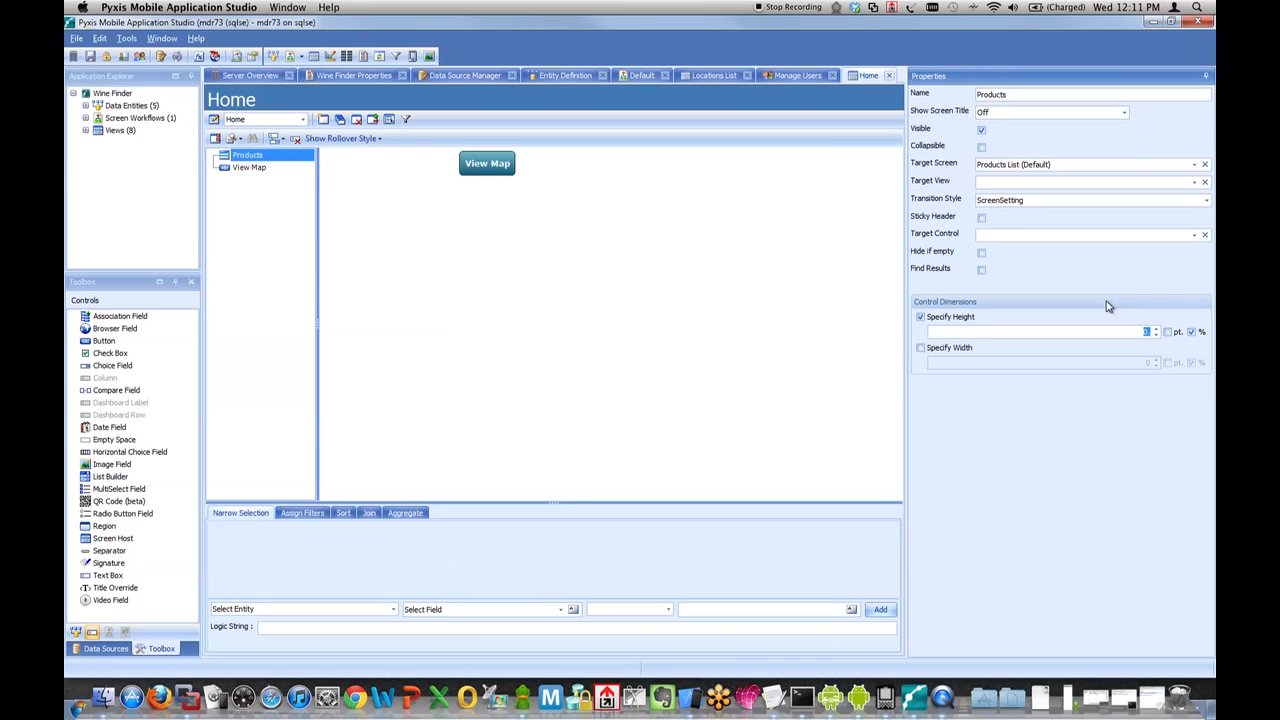 Pyxis Mobile Application Studio Window Help Stop Recording (Charged) Wed 12:11 PM
Pyxis Mobile Application Studio (mdr73 (sqlse) - mdr73 on sqlse)
File Edit Tools Window Help
Application Explorer
Server Overview Wine Finder Properties Data Source Manager Entity Definition Default Locations List Manage Users Home
Properties
Wine Finder
Data Entities (5)
Screen Workflows (1)
Views (8)
Home
Home
Show Rollover Style
Products
View Map
View Map
Name Products
Show Screen Title Off
Visible
Collapsible
Target Screen Products List (Default)
Target View
Transition Style ScreenSetting
Sticky Header
Target Control
Hide if empty
Find Results
Control Dimensions
Specify Height
0 pt. %
Specify Width
0 pt. %
Toolbox
Controls
Association Field
Browser Field
Button
Check Box
Choice Field
Column
Compare Field
Dashboard Label
Dashboard Row
Date Field
Empty Space
Horizontal Choice Field
Image Field
List Builder
MultiSelect Field
QR Code (beta)
Radio Button Field
Region
Screen Host
Separator
Signature
Text Box
Title Override
Video Field
Data Sources Toolbox
Narrow Selection Assign Filters Sort Join Aggregate
Select Entity Select Field Add
Logic String :